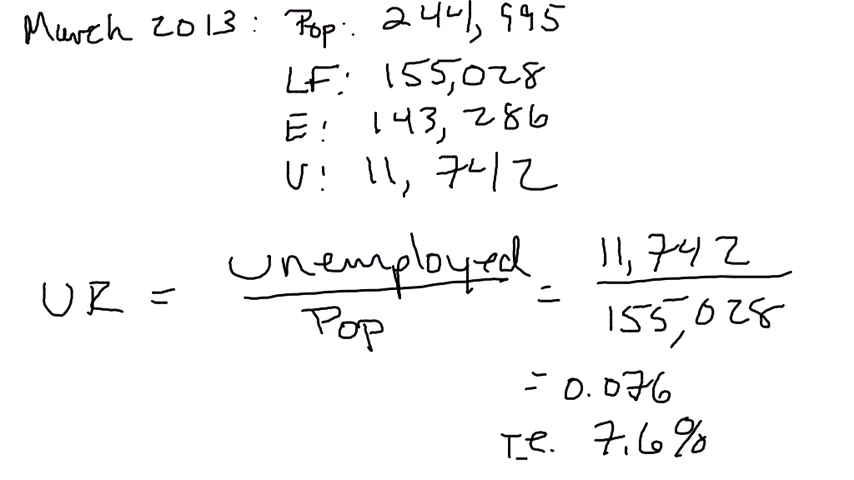 March 2013: Pop: 244,995
LF: 155,028
E: 143,286
U: 11,742
UR = Unemployed / Pop = 11,742 / 155,028
= 0.076
I.e. 7.6%